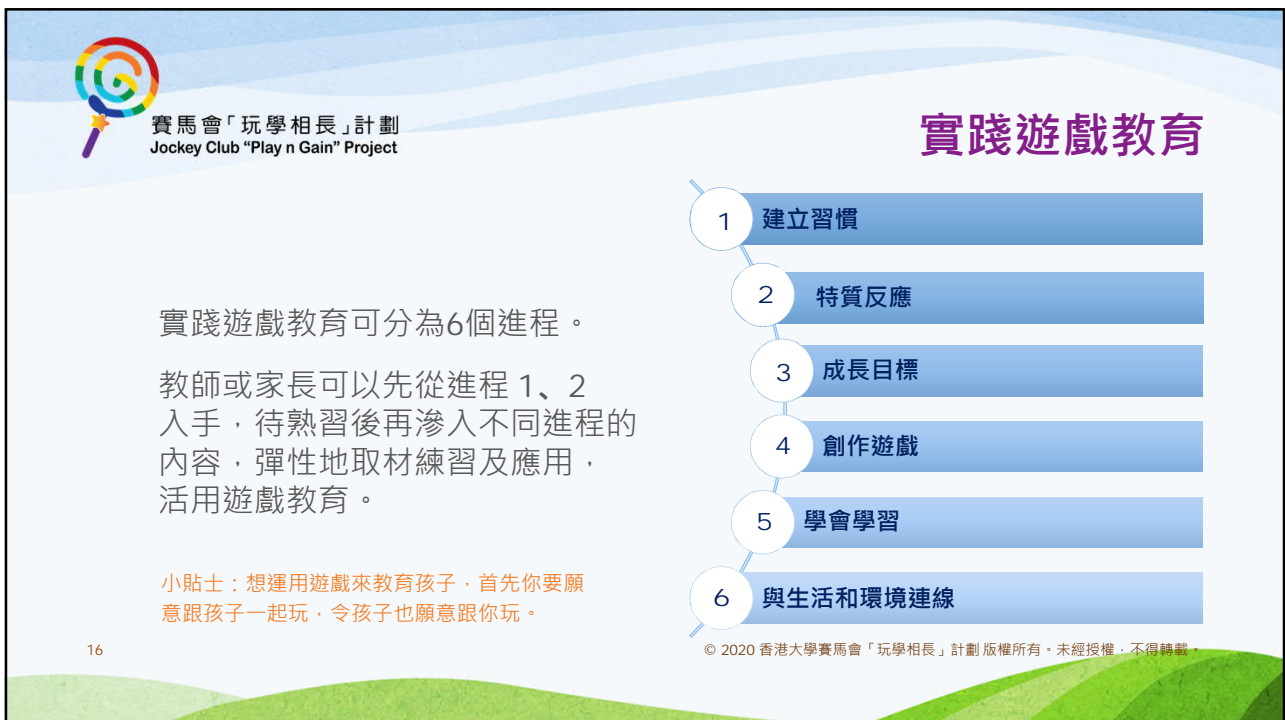 賽馬會「玩學相長」計劃
Jockey Club “Play n Gain” Project
實踐遊戲教育
實踐遊戲教育可分為6個進程。
教師或家長可以先從進程 1、2
入手，待熟習後再滲入不同進程的
內容，彈性地取材練習及應用，
活用遊戲教育。
小貼士：想運用遊戲來教育孩子，首先你要願
意跟孩子一起玩，令孩子也願意跟你玩。
1 建立習慣
2 特質反應
3 成長目標
4 創作遊戲
5 學會學習
6 與生活和環境連線
16
© 2020 香港大學賽馬會「玩學相長」計劃 版權所有。未經授權，不得轉載。